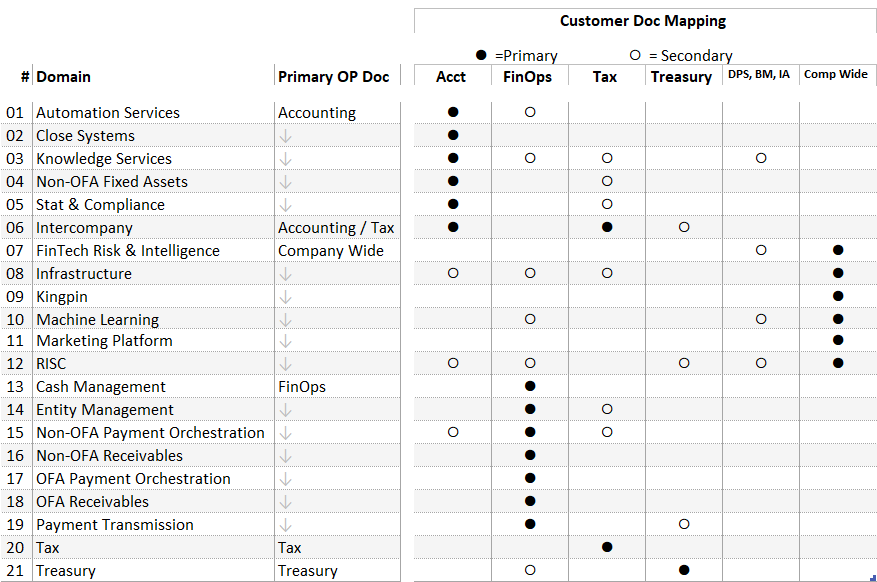 Customer Doc Mapping
● =Primary ○ = Secondary
# Domain Primary OP Doc Acct FinOps Tax Treasury DPS, BM, IA Comp Wide
01 Automation Services Accounting ● ○
02 Close Systems ↓ ●
03 Knowledge Services ↓ ● ○ ○ ○
04 Non-OFA Fixed Assets ↓ ● ○
05 Stat & Compliance ↓ ● ○
06 Intercompany Accounting / Tax ● ● ○
07 FinTech Risk & Intelligence Company Wide ○ ●
08 Infrastructure ↓ ○ ○ ○ ●
09 Kingpin ↓ ●
10 Machine Learning ↓ ○ ○ ●
11 Marketing Platform ↓ ●
12 RISC ↓ ○ ○ ○ ○ ●
13 Cash Management FinOps ●
14 Entity Management ↓ ● ○
15 Non-OFA Payment Orchestration ↓ ○ ● ○
16 Non-OFA Receivables ↓ ●
17 OFA Payment Orchestration ↓ ●
18 OFA Receivables ↓ ●
19 Payment Transmission ↓ ● ○
20 Tax Tax ●
21 Treasury Treasury ○ ●